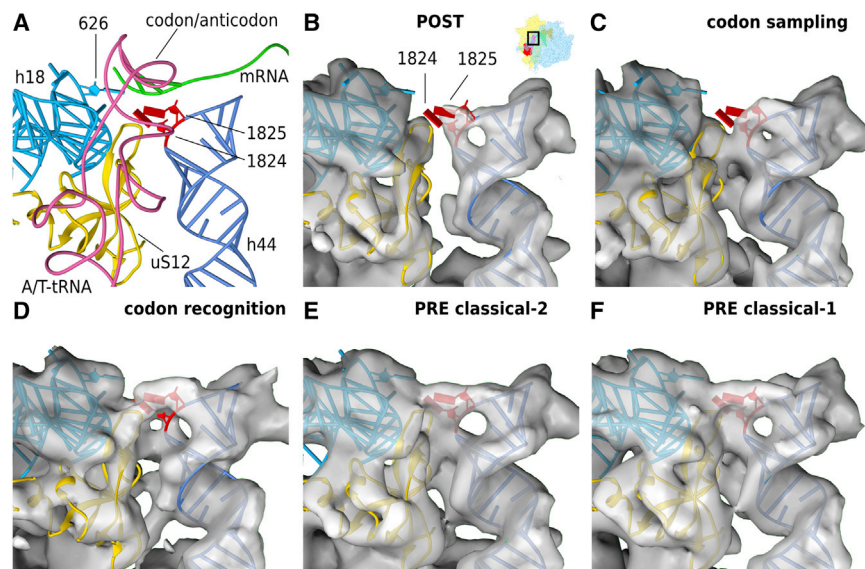 A
626
codon/anticodon
h18
mRNA
1825
1824
h44
uS12
A/T-tRNA
B
POST
1824
1825
C
codon sampling
D
codon recognition
E
PRE classical-2
F
PRE classical-1